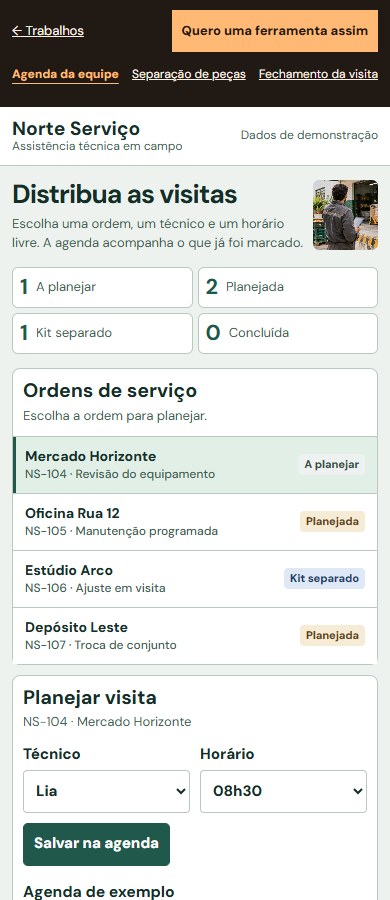 ← Trabalhos
Quero uma ferramenta assim
Agenda da equipe
Separação de peças
Fechamento da visita
Norte Serviço
Assistência técnica em campo
Dados de demonstração
Distribua as visitas
Escolha uma ordem, um técnico e um horário
livre. A agenda acompanha o que já foi marcado.
1 A planejar
2 Planejada
1 Kit separado
0 Concluída
Ordens de serviço
Escolha a ordem para planejar.
Mercado Horizonte
NS-104 · Revisão do equipamento
A planejar
Oficina Rua 12
NS-105 · Manutenção programada
Planejada
Estúdio Arco
NS-106 · Ajuste em visita
Kit separado
Depósito Leste
NS-107 · Troca de conjunto
Planejada
Planejar visita
NS-104 · Mercado Horizonte
Técnico
Horário
Lia
08h30
Salvar na agenda
Agenda de exemplo